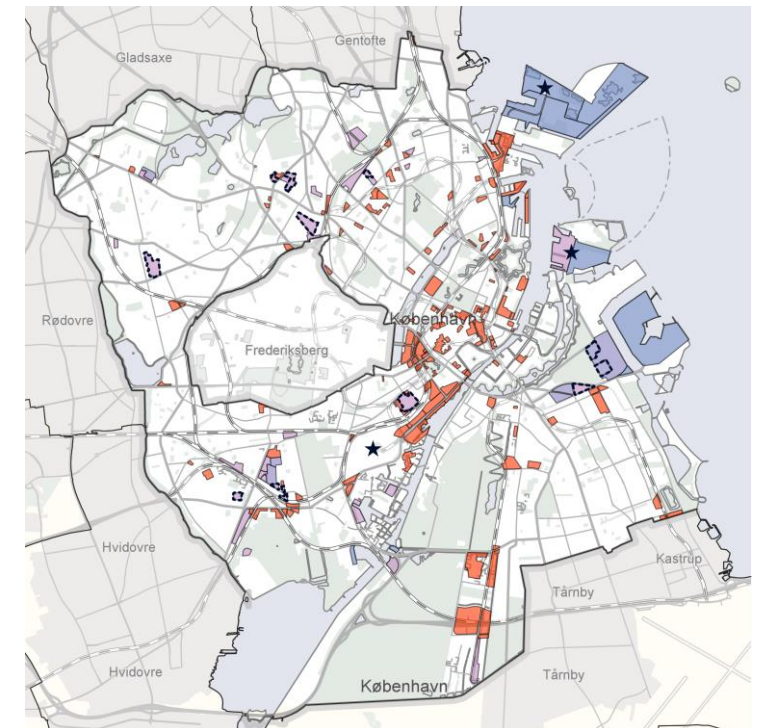 Gentofte
Gladsaxe
Rødovre
København
Frederiksberg
Hvidovre
Kastrup
Tårnby
Hvidovre
København
Tårnby